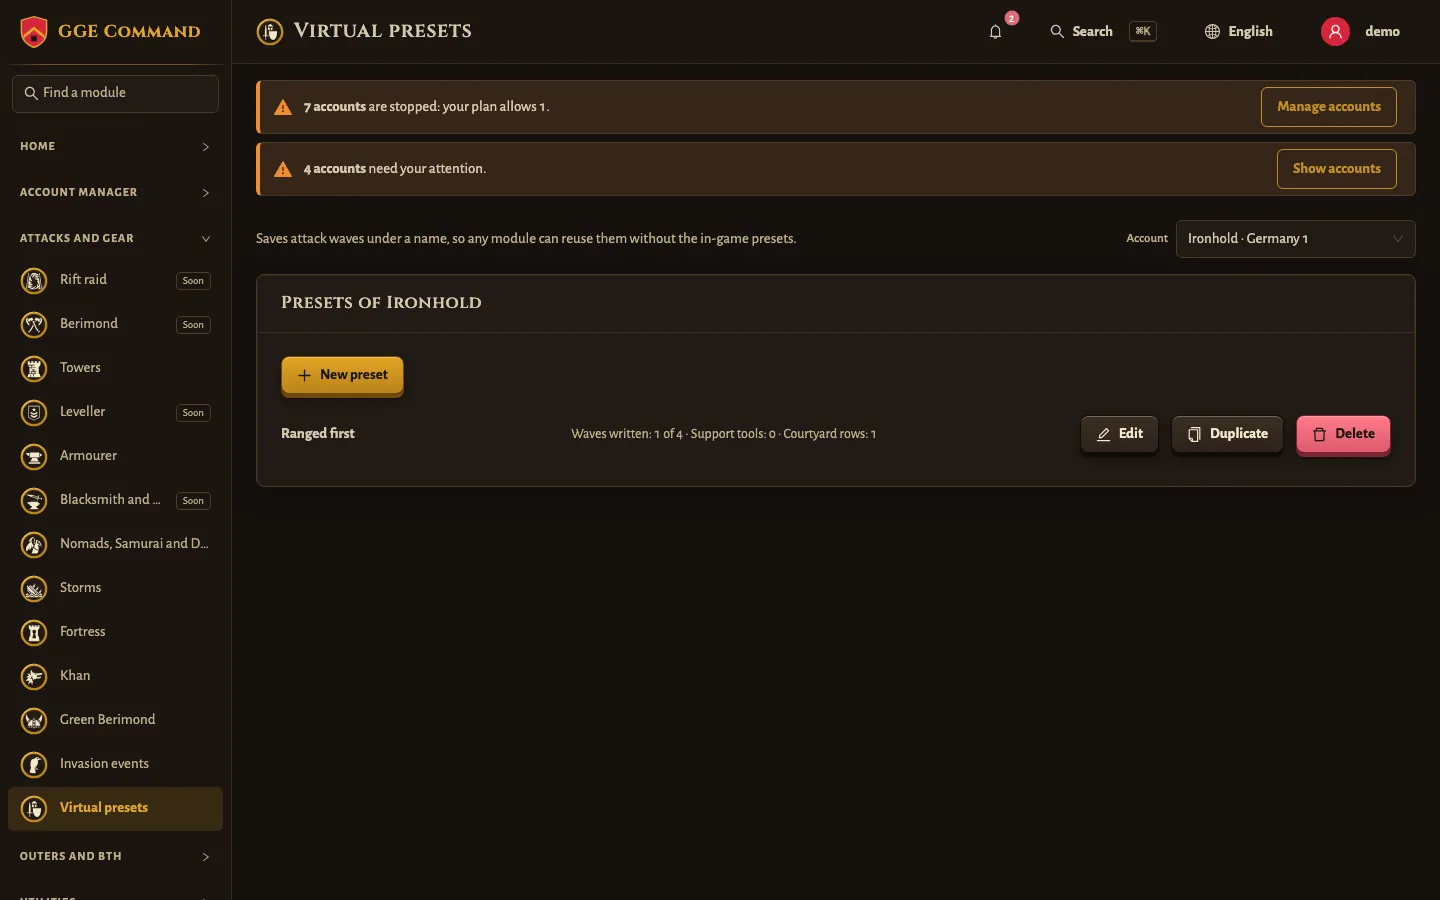 GGE Command
Virtual presets
2
Search
⌘K
English
demo
Find a module
HOME
ACCOUNT MANAGER
ATTACKS AND GEAR
Rift raid
Soon
Berimond
Soon
Towers
Leveller
Soon
Armourer
Blacksmith and ...
Soon
Nomads, Samurai and D...
Storms
Fortress
Khan
Green Berimond
Invasion events
Virtual presets
OUTERS AND BTH
7 accounts are stopped: your plan allows 1.
Manage accounts
4 accounts need your attention.
Show accounts
Saves attack waves under a name, so any module can reuse them without the in-game presets.
Account
Ironhold · Germany 1
Presets of Ironhold
New preset
Ranged first
Waves written: 1 of 4 · Support tools: 0 · Courtyard rows: 1
Edit
Duplicate
Delete